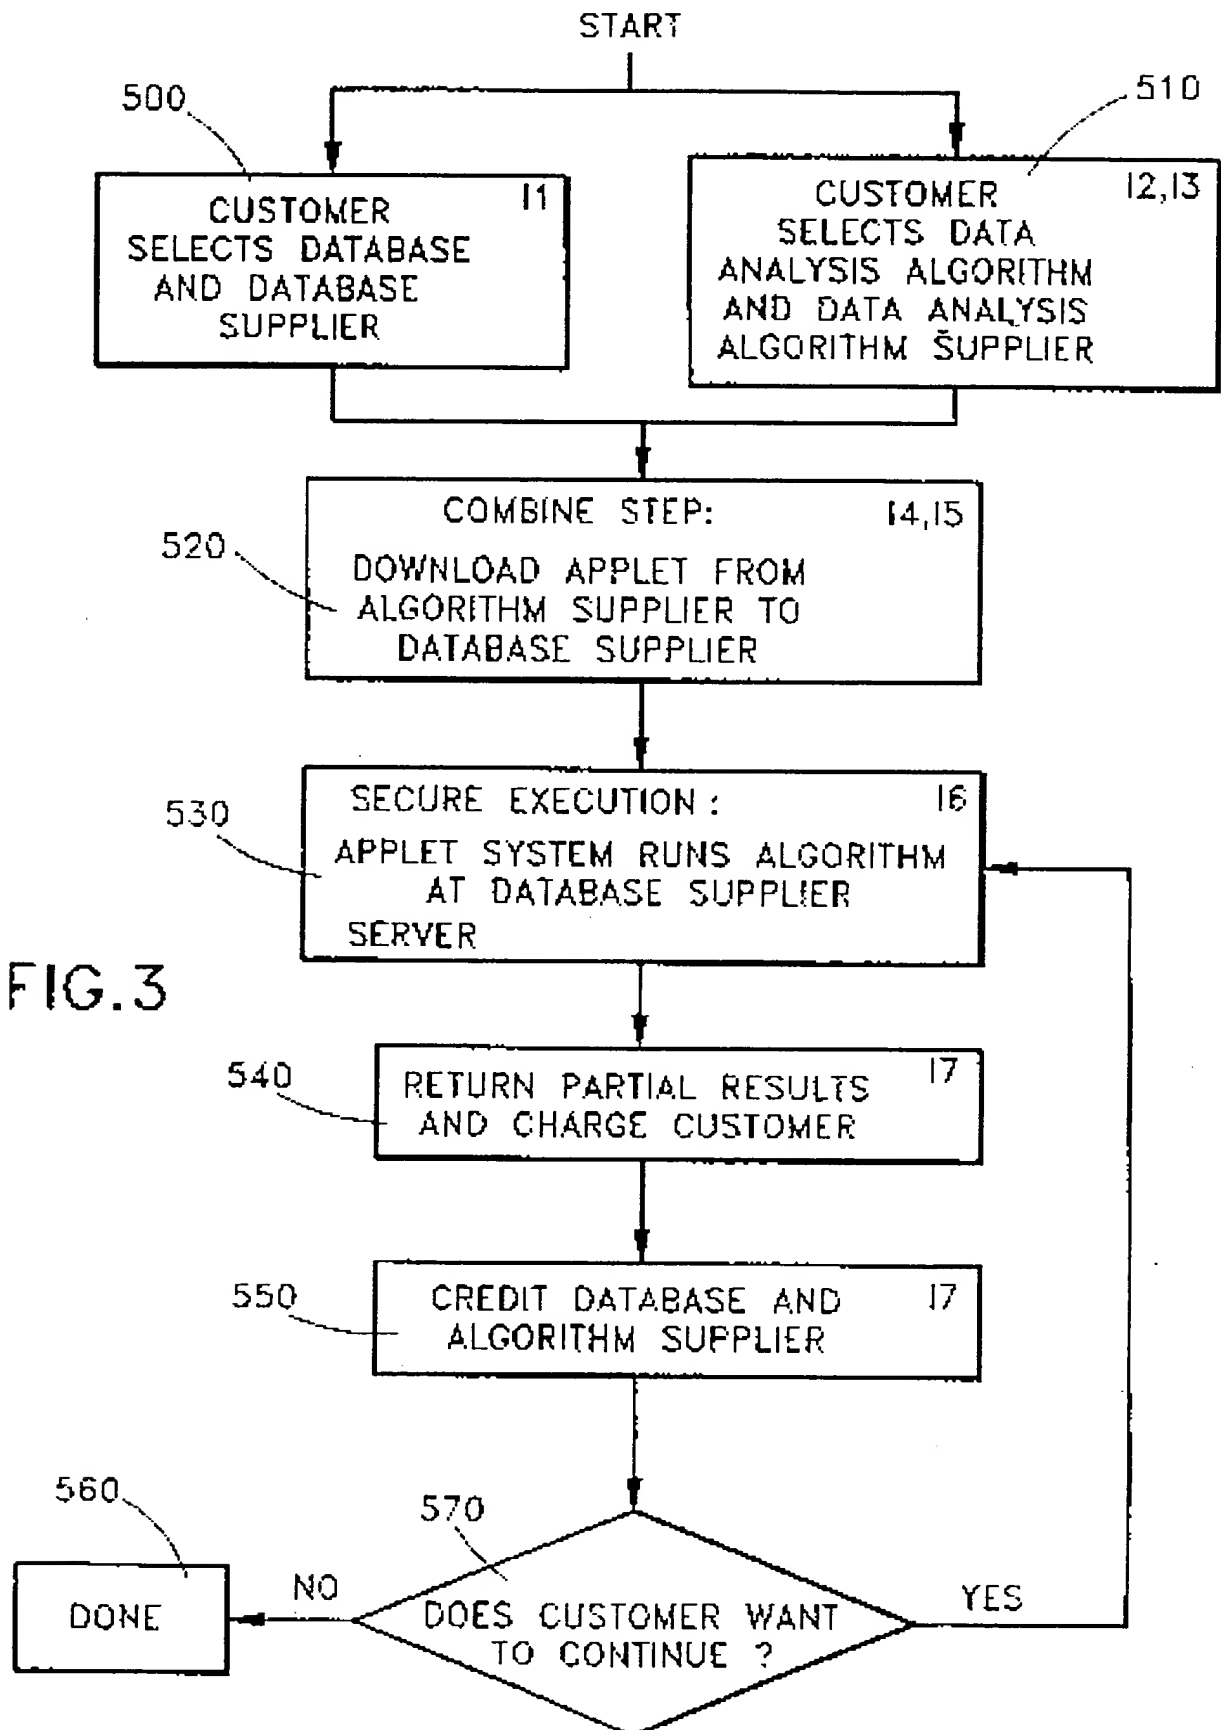 START
500
510
11
CUSTOMER
SELECTS DATABASE
AND DATABASE
SUPPLIER
12,13
CUSTOMER
SELECTS DATA
ANALYSIS ALGORITHM
AND DATA ANALYSIS
ALGORITHM SUPPLIER
520
COMBINE STEP:
14,15
DOWNLOAD APPLET FROM
ALGORITHM SUPPLIER TO
DATABASE SUPPLIER
530
SECURE EXECUTION:
16
APPLET SYSTEM RUNS ALGORITHM
AT DATABASE SUPPLIER
SERVER
FIG.3
540
17
RETURN PARTIAL RESULTS
AND CHARGE CUSTOMER
550
17
CREDIT DATABASE AND
ALGORITHM SUPPLIER
560
570
DONE
NO
DOES CUSTOMER WANT
TO CONTINUE ?
YES